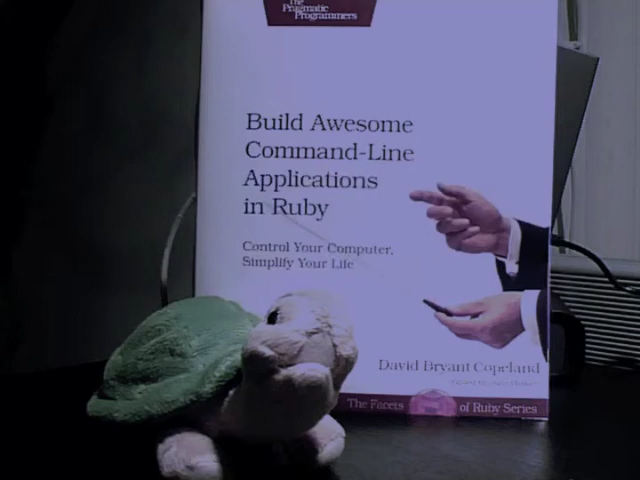 The
Pragmatic
Programmers
Build Awesome
Command-Line
Applications
in Ruby
Control Your Computer,
Simplify Your Life
David Bryant Copeland
The Facets of Ruby Series